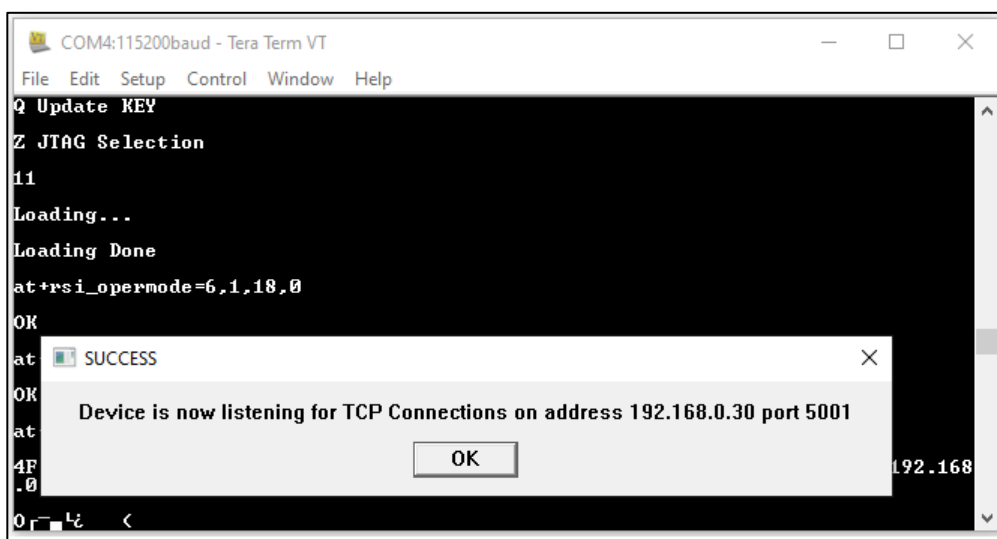 COM4:115200baud - Tera Term VT
File Edit Setup Control Window Help
Q Update KEY
Z JTAG Selection
11
Loading...
Loading Done
at+rsi_opermode=6,1,18,0
OK
at
SUCCESS
OK
Device is now listening for TCP Connections on address 192.168.0.30 port 5001
at
OK
4F
192.168
.0